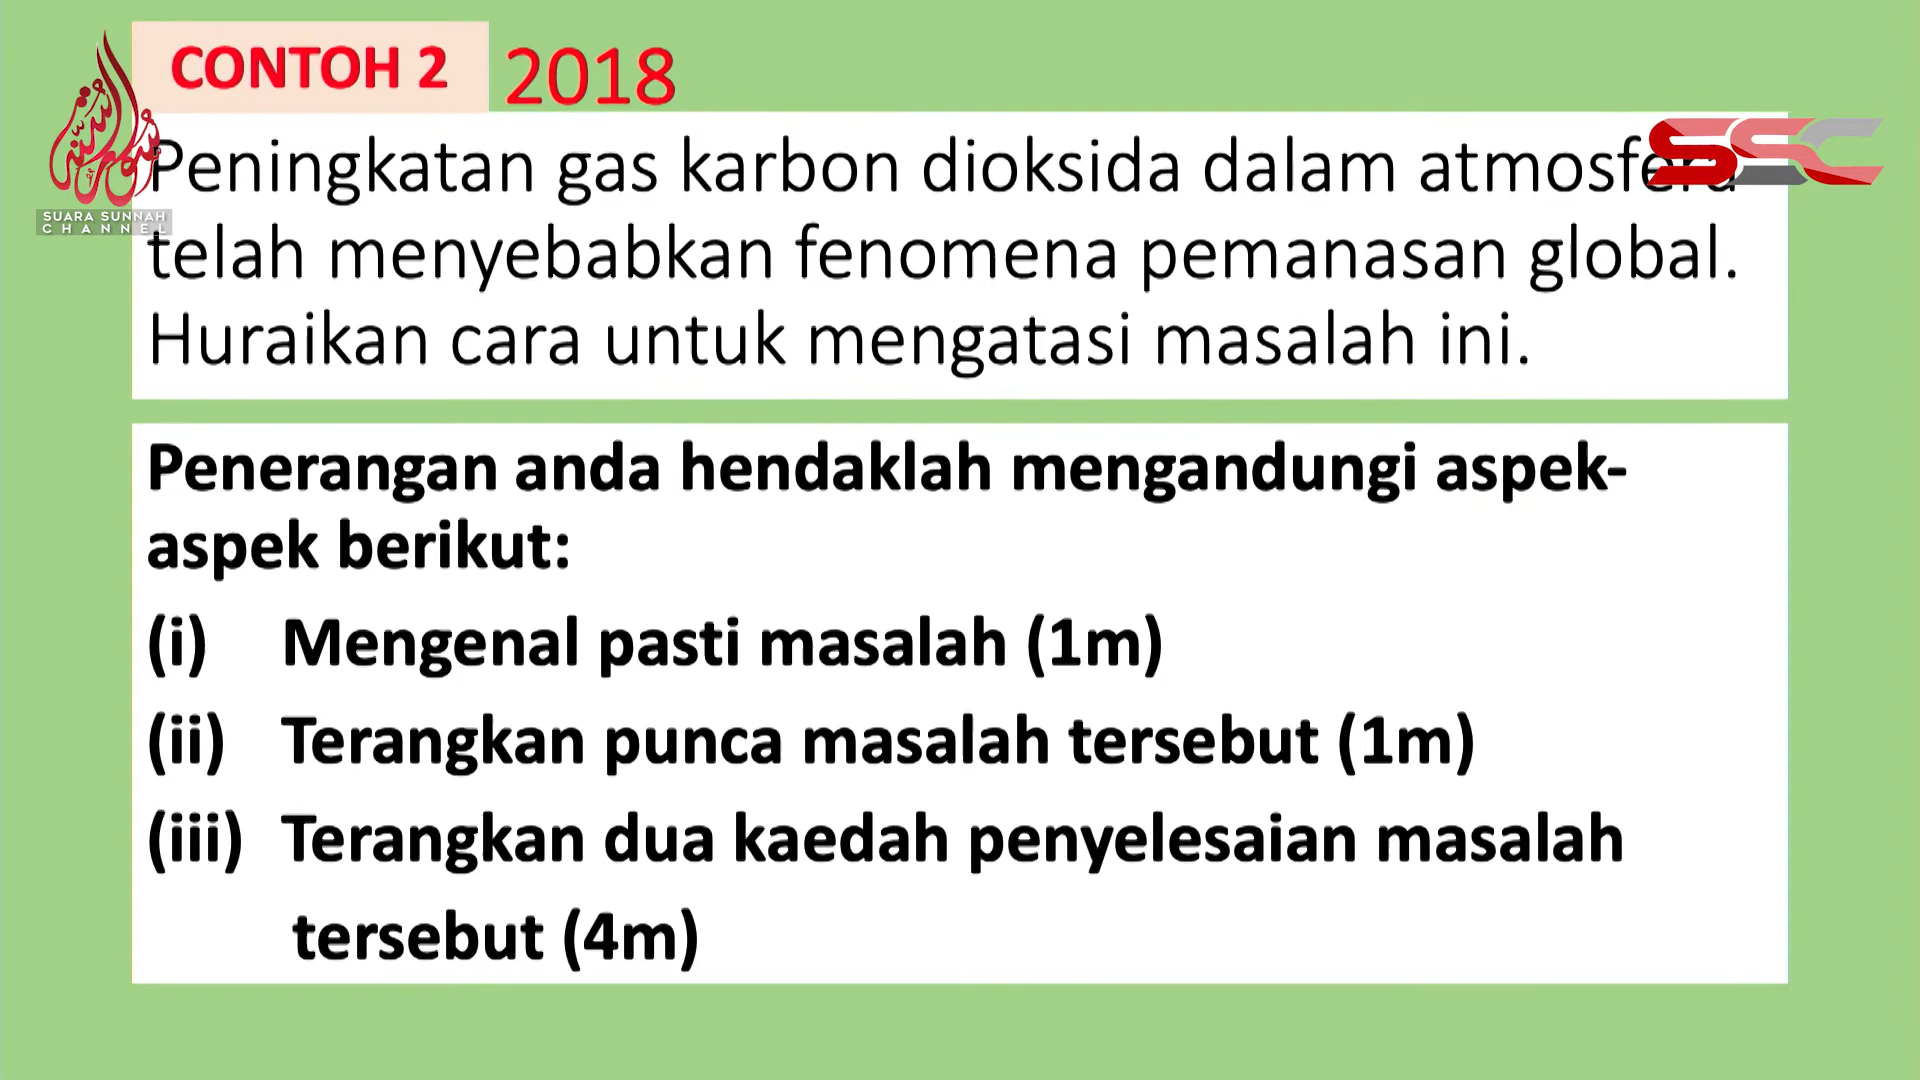 CONTOH 2 2018
Peningkatan gas karbon dioksida dalam atmosfera
telah menyebabkan fenomena pemanasan global.
Huraikan cara untuk mengatasi masalah ini.
SSC
SUARA SUNNAH
CHANNEL
Penerangan anda hendaklah mengandungi aspek-
aspek berikut:
(i) Mengenal pasti masalah (1m)
(ii) Terangkan punca masalah tersebut (1m)
(iii) Terangkan dua kaedah penyelesaian masalah
tersebut (4m)